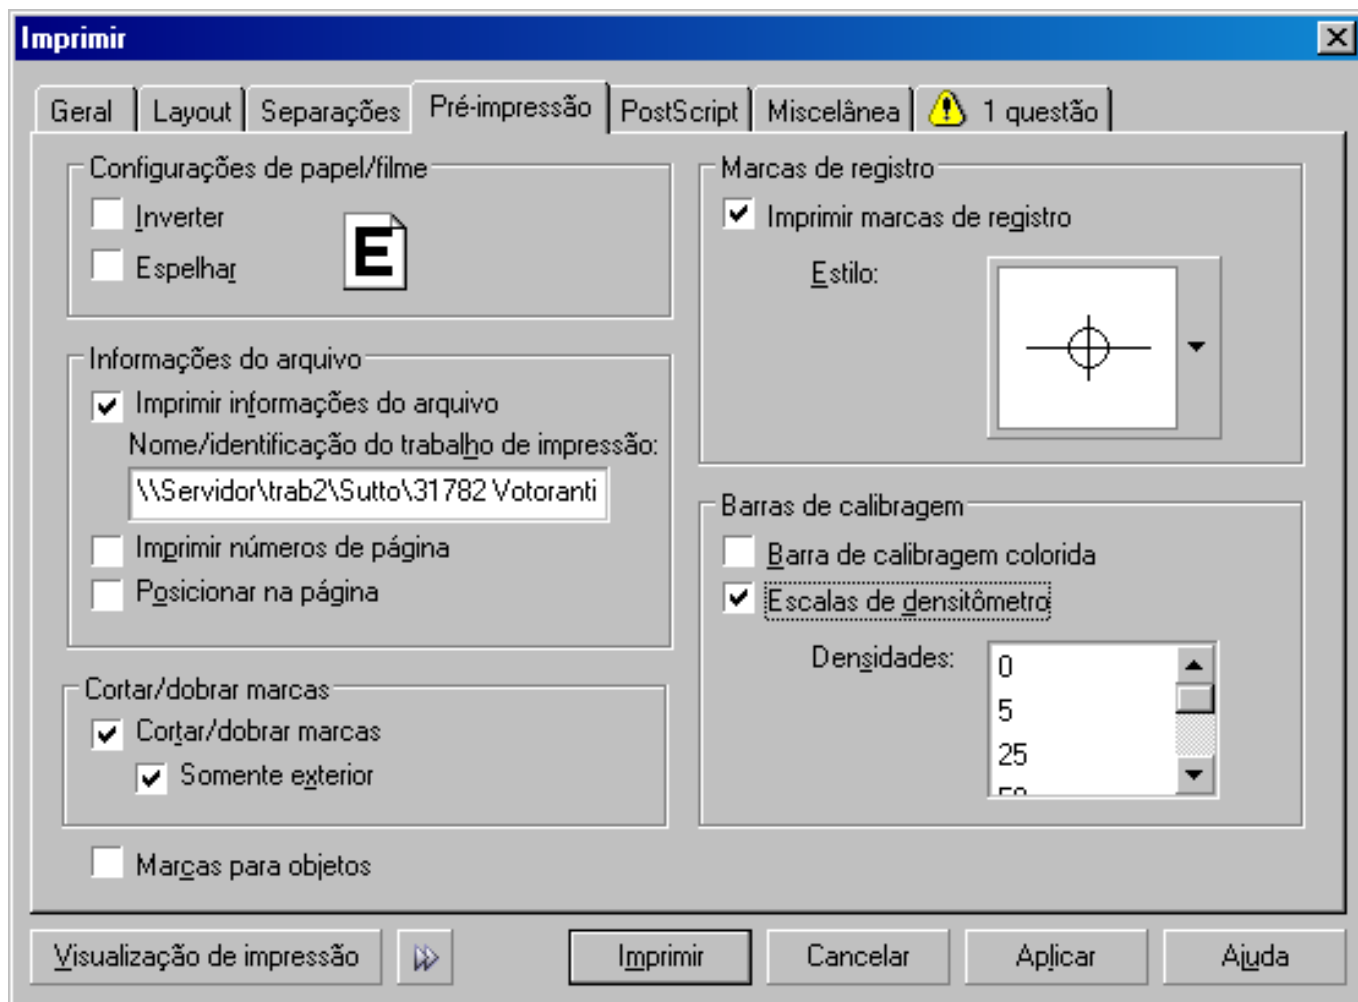 Imprimir
Geral Layout Separações Pré-impressão PostScript Miscelânea 1 questão
Configurações de papel/filme
Inverter
Espelhar
E
Informações do arquivo
Imprimir informações do arquivo
Nome/identificação do trabalho de impressão:
\\Servidor\trab2\Sutto\31782 Votoranti
Imprimir números de página
Posicionar na página
Cortar/dobrar marcas
Cortar/dobrar marcas
Somente exterior
Marcas para objetos
Marcas de registro
Imprimir marcas de registro
Estilo:
Barras de calibragem
Barra de calibragem colorida
Escalas de densitômetro
Densidades:
0
5
25
Visualização de impressão Imprimir Cancelar Aplicar Ajuda